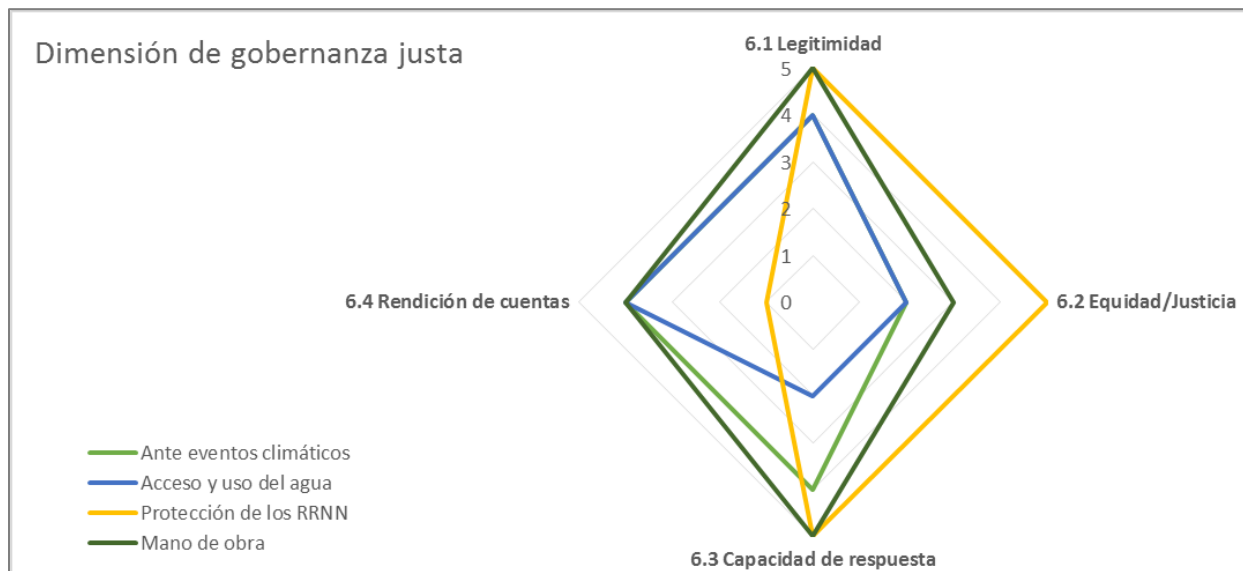 Dimensión de gobernanza justa
6.1 Legitimidad
5
4
3
2
1
0
6.4 Rendición de cuentas
6.2 Equidad/Justicia
Ante eventos climáticos
Acceso y uso del agua
Protección de los RRNN
Mano de obra
6.3 Capacidad de respuesta